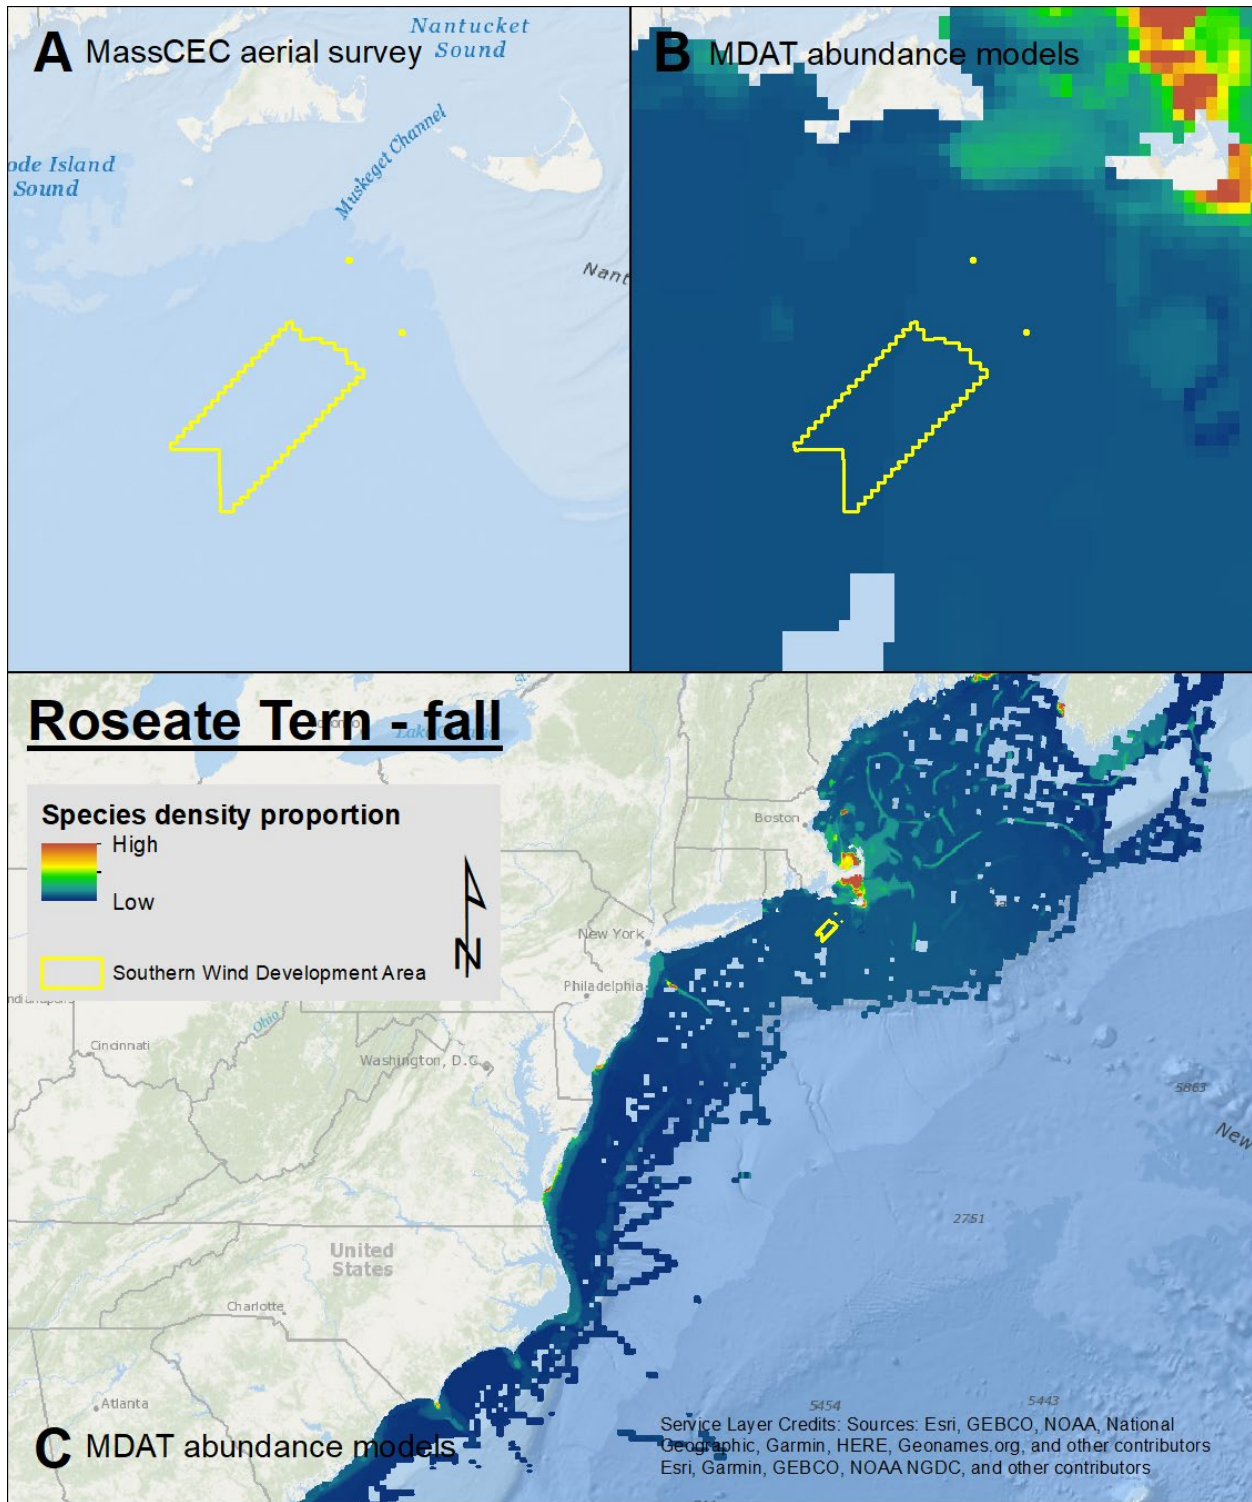 A MassCEC aerial survey
Nantucket
Sound
ode Island
Sound
Muskeget Channel
Nant
B MDAT abundance models
Roseate Tern - fall
Species density proportion
High
Low
N
Southern Wind Development Area
Boston
New York
Philadelphia
Ohio
Cincinnati
Washington, D.C.
5863
New
2751
United
States
Charlotte
Atlanta
5454
5443
C MDAT abundance models
Service Layer Credits: Sources: Esri, GEBCO, NOAA, National
Geographic, Garmin, HERE, Geonames.org, and other contributors
Esri, Garmin, GEBCO, NOAA NGDC, and other contributors